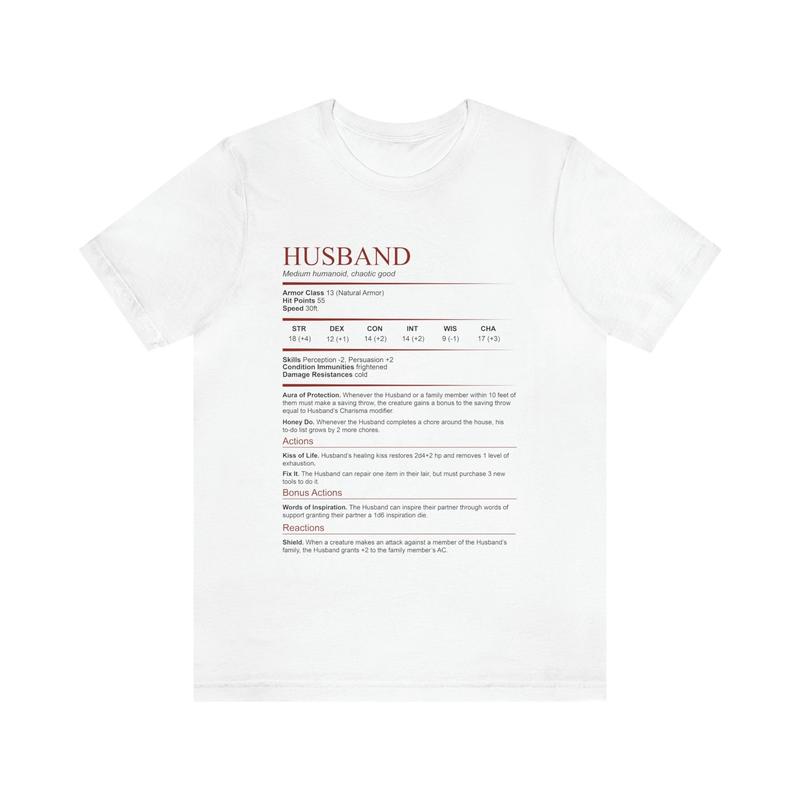 HUSBAND
Medium humanoid, chaotic good
Armor Class 13 (Natural Armor)
Hit Points 55
Speed 30ft.
STR DEX CON INT WIS CHA
18 (+4) 12 (+1) 14 (+2) 14 (+2) 9 (-1) 17 (+3)
Skills Perception -2, Persuasion +2
Condition Immunities frightened
Damage Resistances cold
Aura of Protection. Whenever the Husband or a family member within 10 feet of
them must make a saving throw, the creature gains a bonus to the saving throw
equal to Husband's Charisma modifier.
Honey Do. Whenever the Husband completes a chore around the house, his
to-do list grows by 2 more chores.
Actions
Kiss of Life. Husband's healing kiss restores 2d4+2 hp and removes 1 level of
exhaustion.
Fix It. The Husband can repair one item in their lair, but must purchase 3 new
tools to do it.
Bonus Actions
Words of Inspiration. The Husband can inspire their partner through words of
support granting their partner a 1d6 inspiration die.
Reactions
Shield. When a creature makes an attack against a member of the Husband's
family, the Husband grants +2 to the family member's AC.